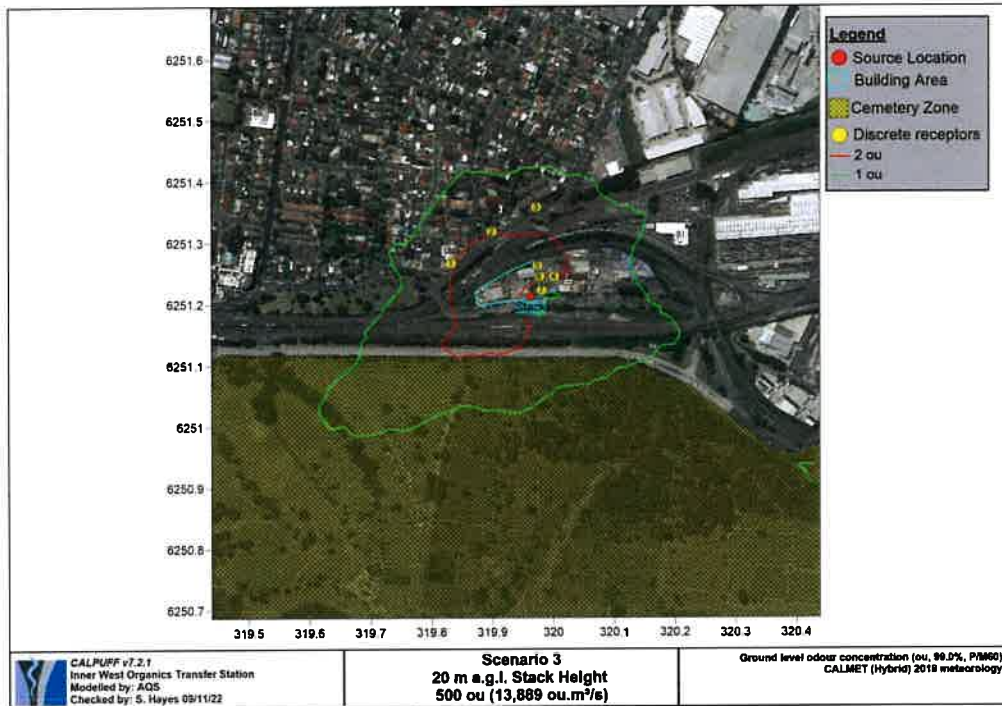 Legend
Source Location
Building Area
Cemetery Zone
Discrete receptors
2 ou
1 ou
6251.6
6251.5
6251.4
6251.3
6251.2
6251.1
6251
6250.9
6250.8
6250.7
Stack
319.5 319.6 319.7 319.8 319.9 320 320.1 320.2 320.3 320.4
CALPUFF v7.2.1
Inner West Organics Transfer Station
Modelled by: AQS
Checked by: S. Hayes 09/11/22
Scenario 3
20 m a.g.l. Stack Height
500 ou (13,889 ou.m³/s)
Ground level odour concentration (ou, 99.0%, P/M60)
CALMET (Hybrid) 2018 meteorology